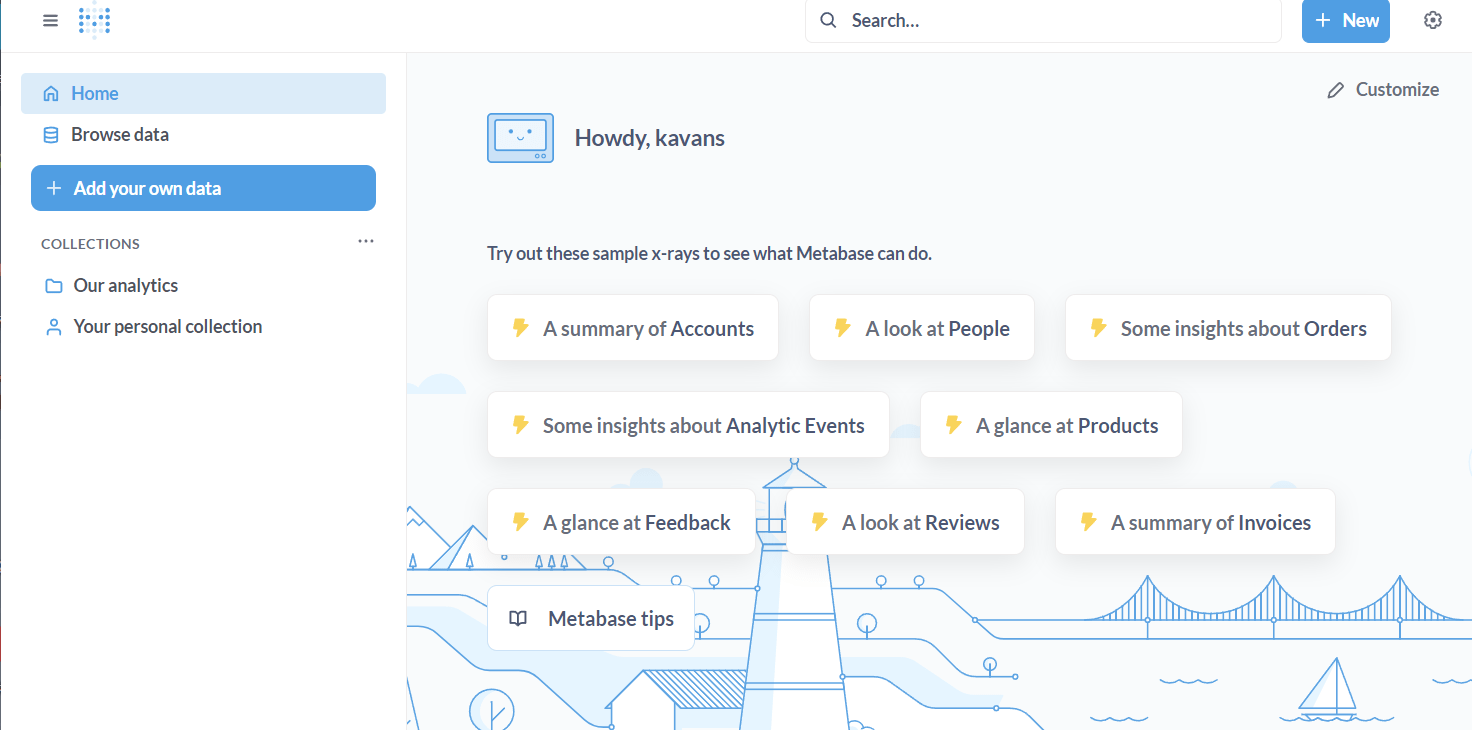 Search...
New
Home
Browse data
Add your own data
COLLECTIONS
Our analytics
Your personal collection
Customize
Howdy, kavans
Try out these sample x-rays to see what Metabase can do.
A summary of Accounts
A look at People
Some insights about Orders
Some insights about Analytic Events
A glance at Products
A glance at Feedback
A look at Reviews
A summary of Invoices
Metabase tips